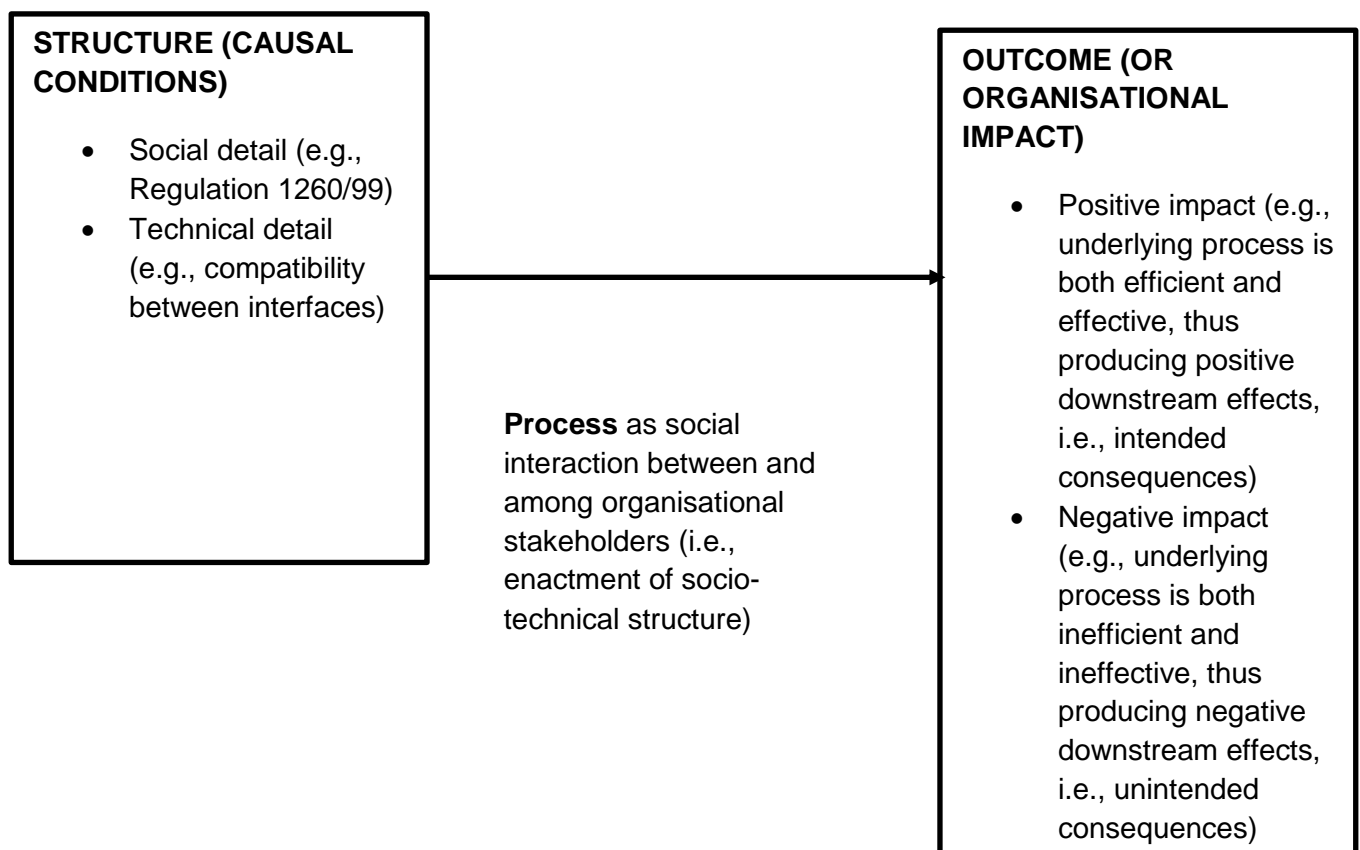 STRUCTURE (CAUSAL
CONDITIONS)
• Social detail (e.g.,
Regulation 1260/99)
• Technical detail
(e.g., compatibility
between interfaces)
Process as social
interaction between and
among organisational
stakeholders (i.e.,
enactment of socio-
technical structure)
OUTCOME (OR
ORGANISATIONAL
IMPACT)
• Positive impact (e.g.,
underlying process is
both efficient and
effective, thus
producing positive
downstream effects,
i.e., intended
consequences)
• Negative impact
(e.g., underlying
process is both
inefficient and
ineffective, thus
producing negative
downstream effects,
i.e., unintended
consequences)